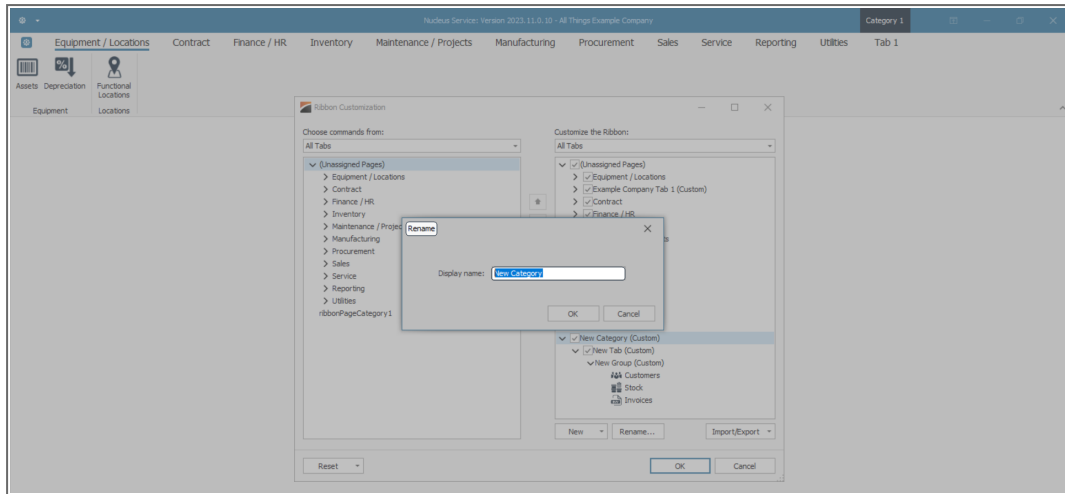 Nucleus Service: Version 2023.11.0.10 - All Things Example Company
Category 1
Equipment / Locations Contract Finance / HR Inventory Maintenance / Projects Manufacturing Procurement Sales Service Reporting Utilities Tab 1
Assets Depreciation Functional
Locations
Equipment Locations
Ribbon Customization
Choose commands from:
All Tabs
(Unassigned Pages)
Equipment / Locations
Contract
Finance / HR
Inventory
Maintenance / Projec
Manufacturing
Procurement
Sales
Service
Reporting
Utilities
ribbonPageCategory1
Customize the Ribbon:
All Tabs
(Unassigned Pages)
Equipment / Locations
Example Company Tab 1 (Custom)
Contract
Finance / HR
Rename
Display name: New Category
OK Cancel
New Category (Custom)
New Tab (Custom)
New Group (Custom)
Customers
Stock
Invoices
New Rename... Import/Export
Reset OK Cancel